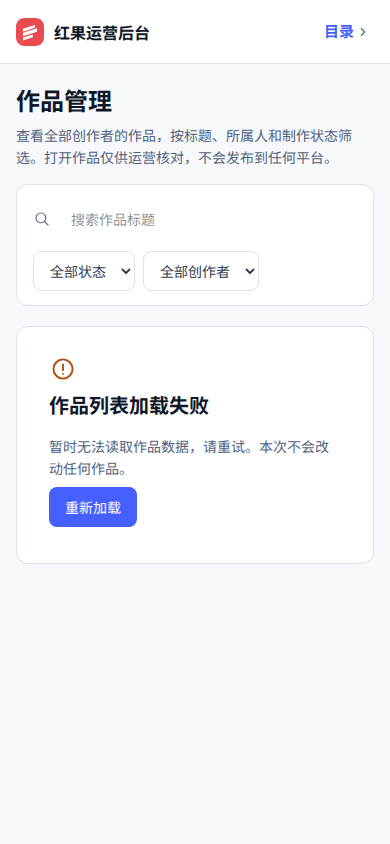 红果运营后台
目录
作品管理
查看全部创作者的作品，按标题、所属人和制作状态筛
选。打开作品仅供运营核对，不会发布到任何平台。
搜索作品标题
全部状态
全部创作者
作品列表加载失败
暂时无法读取作品数据，请重试。本次不会改
动任何作品。
重新加载